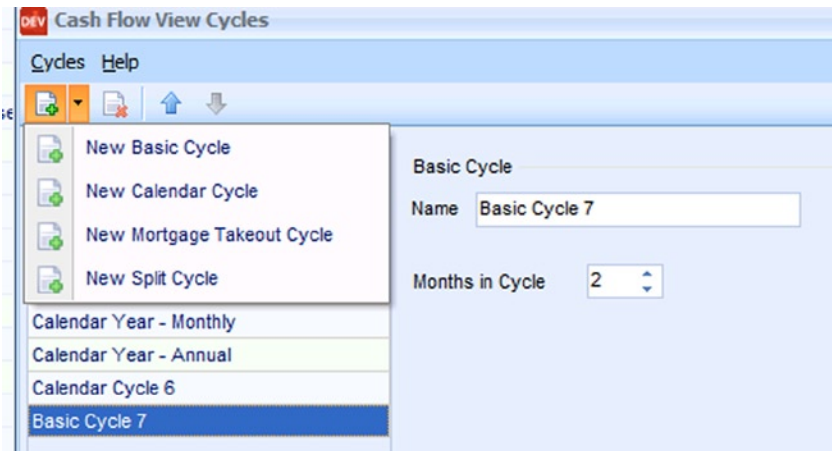 DEV Cash Flow View Cycles
Cycles Help
New Basic Cycle
New Calendar Cycle
New Mortgage Takeout Cycle
New Split Cycle
Basic Cycle
Name Basic Cycle 7
Months in Cycle 2
Calendar Year - Monthly
Calendar Year - Annual
Calendar Cycle 6
Basic Cycle 7